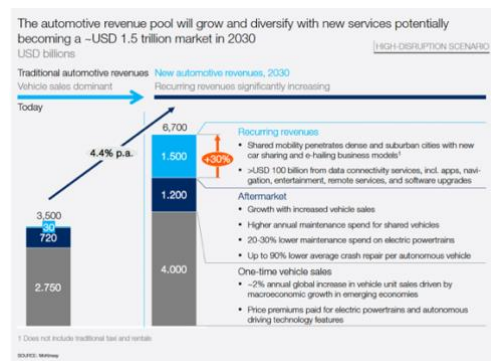 The automotive revenue pool will grow and diversify with new services potentially
becoming a ~USD 1.5 trillion market in 2030
USD billions
HIGH-DISRUPTION SCENARIO
Traditional automotive revenues
New automotive revenues, 2030
Vehicle sales dominant
Recurring revenues significantly increasing
Today
4.4% p.a.
3,500
30
720
2.750
6,700
1.500
+30%
1.200
4.000
Recurring revenues
• Shared mobility penetrates dense and suburban cities with new
car sharing and e-hailing business models¹
• >USD 100 billion from data connectivity services, incl. apps, navi-
gation, entertainment, remote services, and software upgrades
Aftermarket
• Growth with increased vehicle sales
• Higher annual maintenance spend for shared vehicles
• 20-30% lower maintenance spend on electric powertrains
• Up to 90% lower average crash repair per autonomous vehicle
One-time vehicle sales
• ~2% annual global increase in vehicle unit sales driven by
macroeconomic growth in emerging economies
• Price premiums paid for electric powertrains and autonomous
driving technology features
1 Does not include traditional taxi and rentals
SOURCE: McKinsey